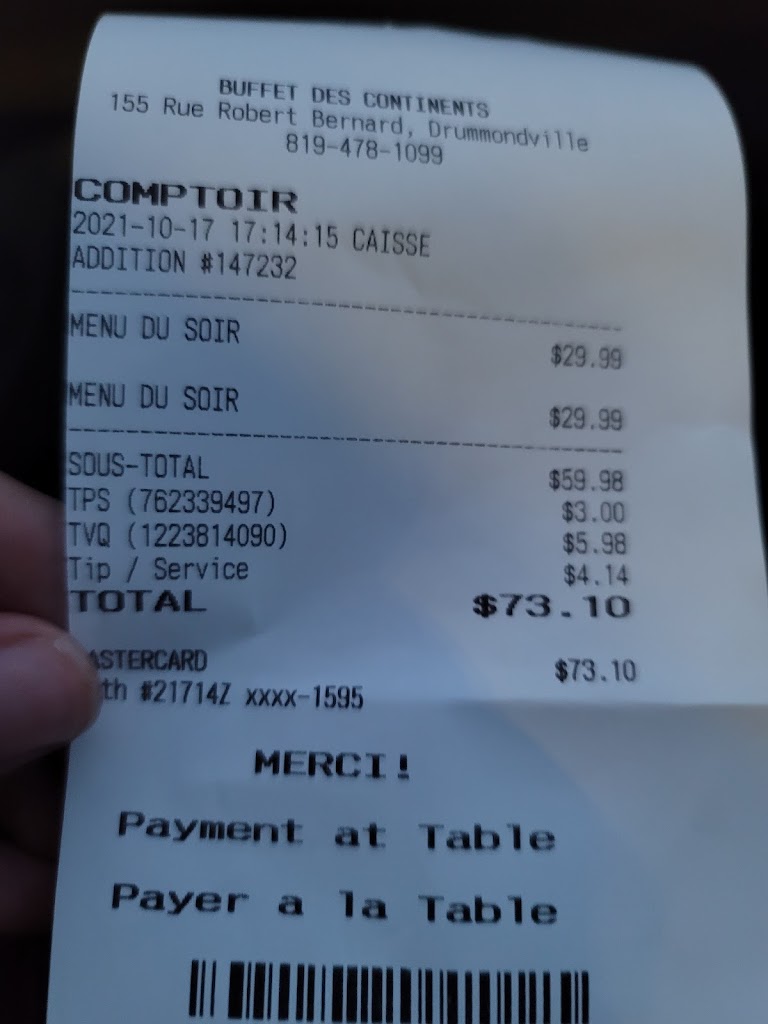 BUFFET DES CONTINENTS
155 Rue Robert Bernard, Drummondville
819-478-1099
COMPTOIR
2021-10-17 17:14:15 CAISSE
ADDITION #147232
MENU DU SOIR
$29.99
MENU DU SOIR
$29.99
SOUS-TOTAL $59.98
TPS (762339497) $3.00
TVQ (1223814090) $5.98
Tip / Service $4.14
TOTAL $73.10
ASTERCARD $73.10
th #21714Z xxxx-1595
MERCI!
Payment at Table
Payer a la Table